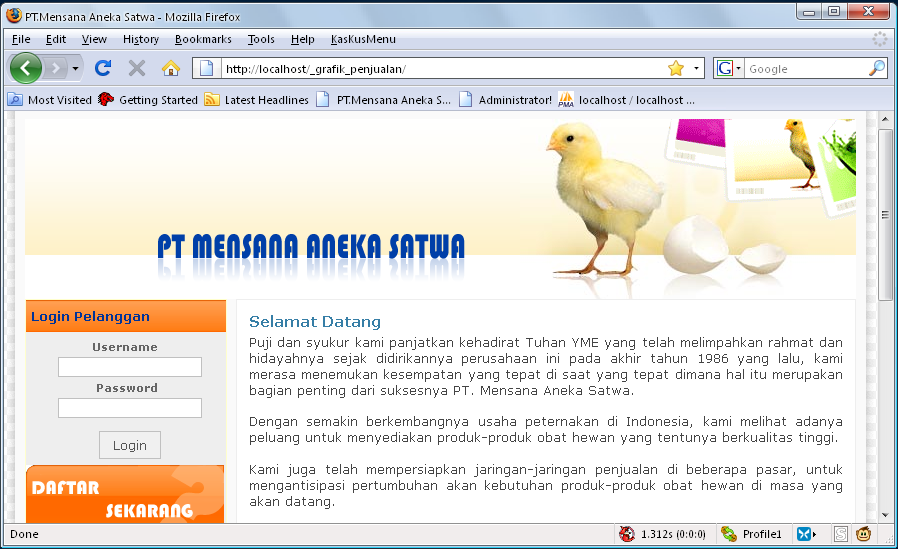 PT.Mensana Aneka Satwa - Mozilla Firefox
File Edit View History Bookmarks Tools Help KasKusMenu
http://localhost/_grafik_penjualan/
G Google
Most Visited Getting Started Latest Headlines PT.Mensana Aneka S... Administrator! PMA localhost / localhost ...
PT MENSANA ANEKA SATWA
Login Pelanggan
Username
Password
Login
DAFTAR
SEKARANG
Selamat Datang
Puji dan syukur kami panjatkan kehadirat Tuhan YME yang telah melimpahkan rahmat dan
hidayahnya sejak didirikannya perusahaan ini pada akhir tahun 1986 yang lalu, kami
merasa menemukan kesempatan yang tepat di saat yang tepat dimana hal itu merupakan
bagian penting dari suksesnya PT. Mensana Aneka Satwa.
Dengan semakin berkembangnya usaha peternakan di Indonesia, kami melihat adanya
peluang untuk menyediakan produk-produk obat hewan yang tentunya berkualitas tinggi.
Kami juga telah mempersiapkan jaringan-jaringan penjualan di beberapa pasar, untuk
mengantisipasi pertumbuhan akan kebutuhan produk-produk obat hewan di masa yang
akan datang.
Done 1.312s (0:0:0) Profile1 S